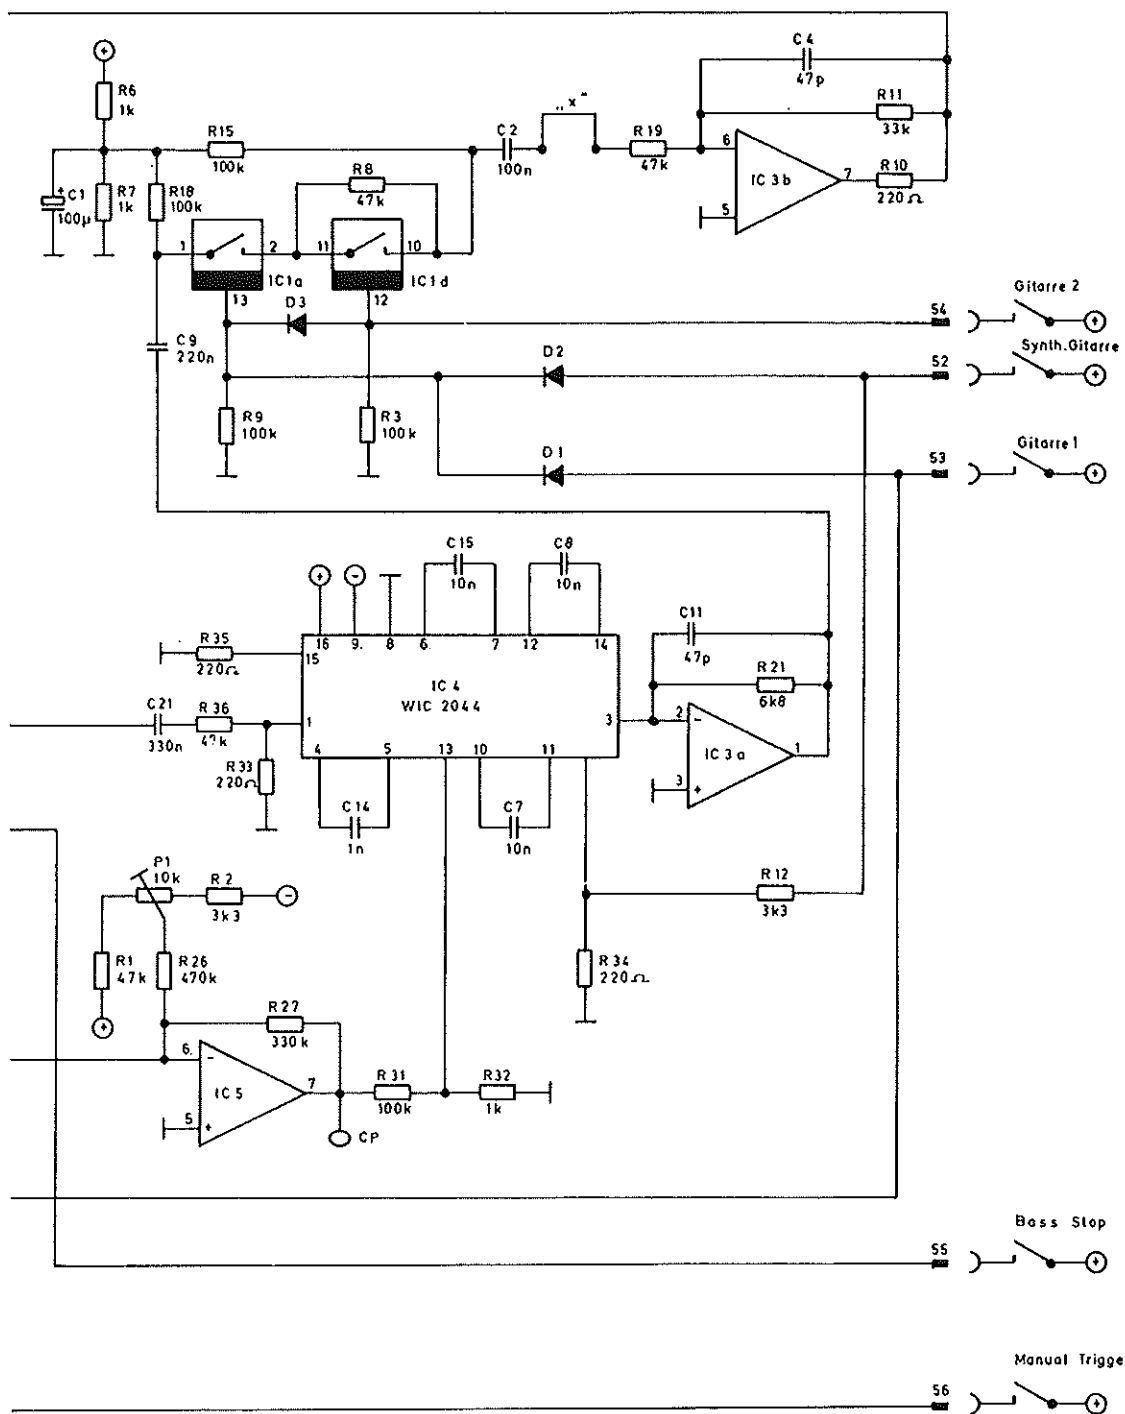 C4
47p
R6
1k
R11
33k
„x"
R15
100k
C2
100n
R19
47k
R8
47k
6
IC 3b
7
R10
220Ω
5
C1
+
100µ
R7
1k
R18
100k
1
2
11
10
IC1a
IC1d
13
12
D3
S4
Gitarre 2
C9
220n
D2
S2
Synth.Gitarre
R9
100k
R3
100k
D1
S3
Gitarre 1
C15
10n
C8
10n
+
-
16
9.
8
6.
7
12
14
C11
47p
R35
220Ω
15
IC 4
WIC 2044
R21
6k8
C21
330n
R36
1
3
2
-
IC 3a
1
3
+
R33
220Ω
4
5
13
10
11
C14
1n
C7
10n
P1
10k
R2
3k3
-
R12
3k3
R1
47k
R26
470k
R34
220Ω
+
R27
330k
6.
-
IC 5
7
R31
100k
R32
1k
5
+
CP
Bass Stop
S5
Manual Trigge
S6